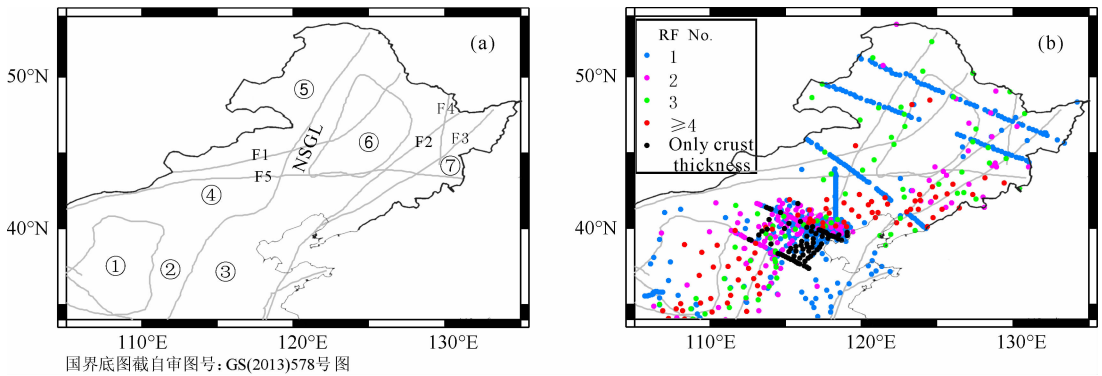 (a)
50°N
⑤
F4
NSGL
⑥
F2
F3
F1
⑦
F5
④
40°N
①
②
③
110°E
120°E
130°E
国界底图截自审图号：GS(2013)578号图
(b)
RF No.
1
2
3
≥4
Only crust
thickness
50°N
40°N
110°E
120°E
130°E